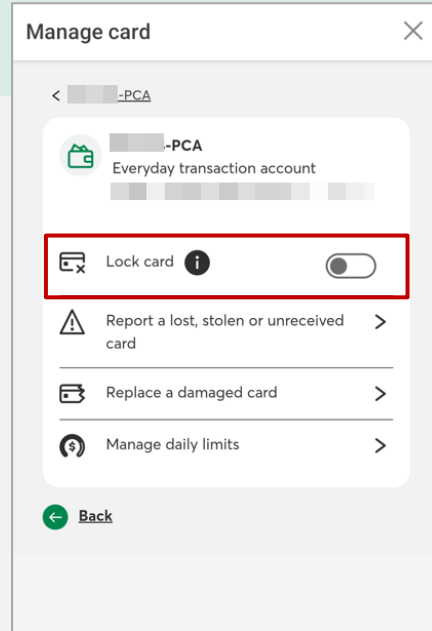 Manage card
-PCA
-PCA
Everyday transaction account
Lock card
Report a lost, stolen or unreceived
card
Replace a damaged card
Manage daily limits
Back